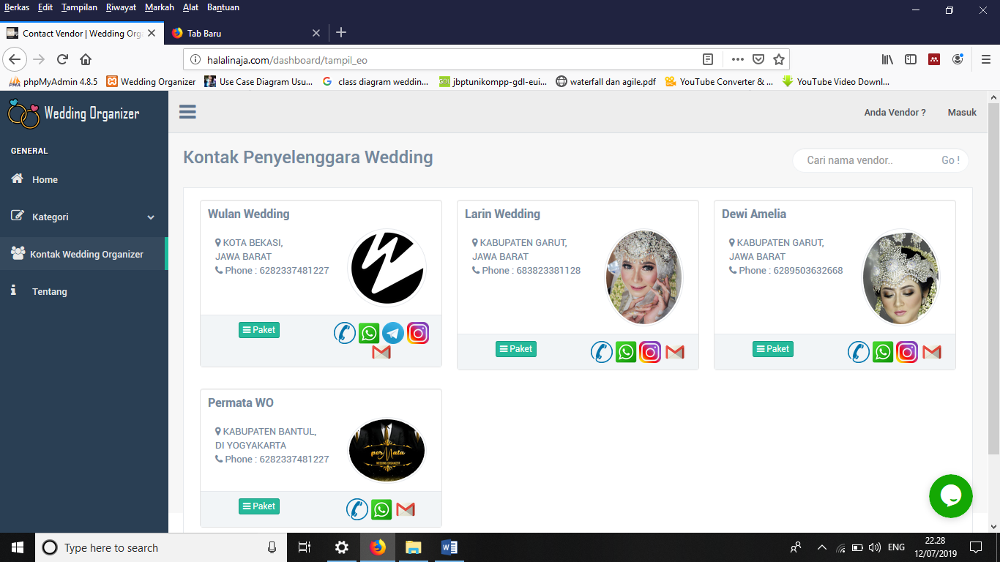 Berkas Edit Tampilan Riwayat Markah Alat Bantuan
Contact Vendor | Wedding Org
Tab Baru
halalinaja.com/dashboard/tampil_eo
phpMyAdmin 4.8.5
Wedding Organizer
Use Case Diagram Usu...
class diagram weddin...
jbptunikompp-gdl-eui...
waterfall dan agile.pdf
YouTube Converter & ...
YouTube Video Downl...
Wedding Organizer
Anda Vendor ?
Masuk
GENERAL
Home
Kategori
Kontak Wedding Organizer
Tentang
Kontak Penyelenggara Wedding
Cari nama vendor..
Go !
Wulan Wedding
KOTA BEKASI,
JAWA BARAT
Phone : 6282337481227
Paket
Larin Wedding
KABUPATEN GARUT,
JAWA BARAT
Phone : 683823381128
Paket
Dewi Amelia
KABUPATEN GARUT,
JAWA BARAT
Phone : 6289503632668
Paket
Permata WO
KABUPATEN BANTUL,
DI YOGYAKARTA
Phone : 6282337481227
perMata
WEDDING ORGANIZER
Paket
Type here to search
ENG
22.28
12/07/2019